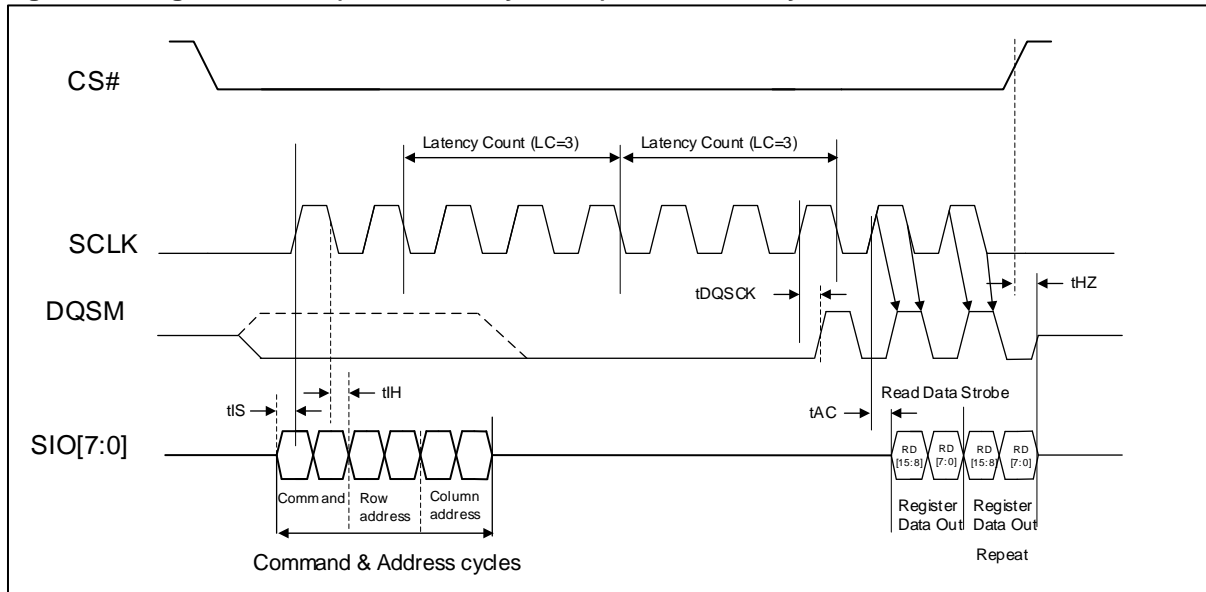 CS#
Latency Count (LC=3)
Latency Count (LC=3)
SCLK
tDQSCK
tHZ
DQSM
tIS
tIH
Read Data Strobe
tAC
SIO[7:0]
RD
[15:8]
RD
[7:0]
RD
[15:8]
RD
[7:0]
Command
Row
address
Column
address
Register
Data Out
Register
Data Out
Command & Address cycles
Repeat